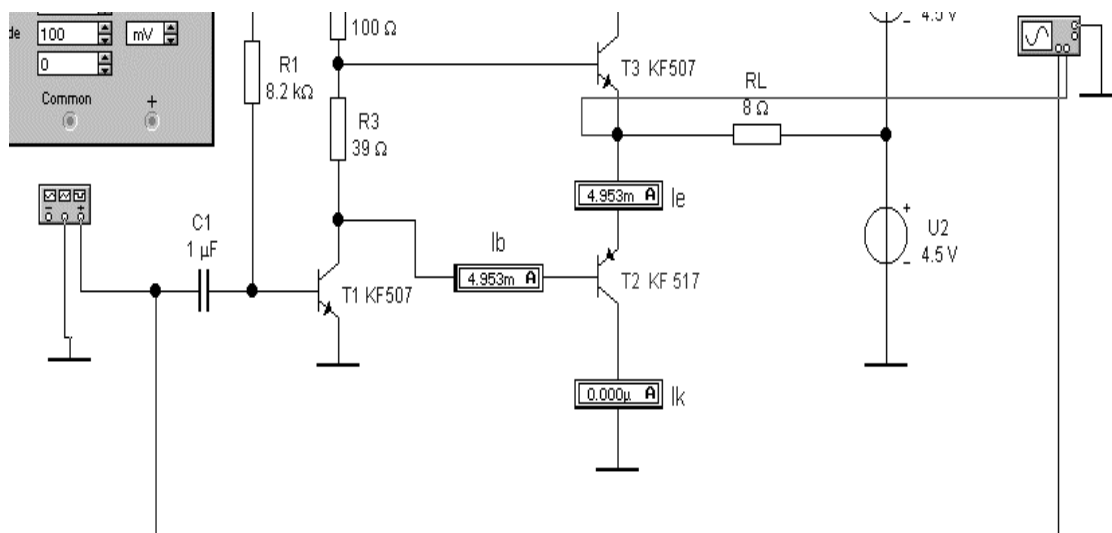 de 100 mV
0
Common +
100 Ω
R1
8.2 kΩ
R3
39 Ω
T3 KF507
4.5 V
RL
8 Ω
4.953m A Ie
U2
4.5 V
C1
1 µF
Ib
4.953m A
T1 KF507
T2 KF 517
0.000µ A Ik